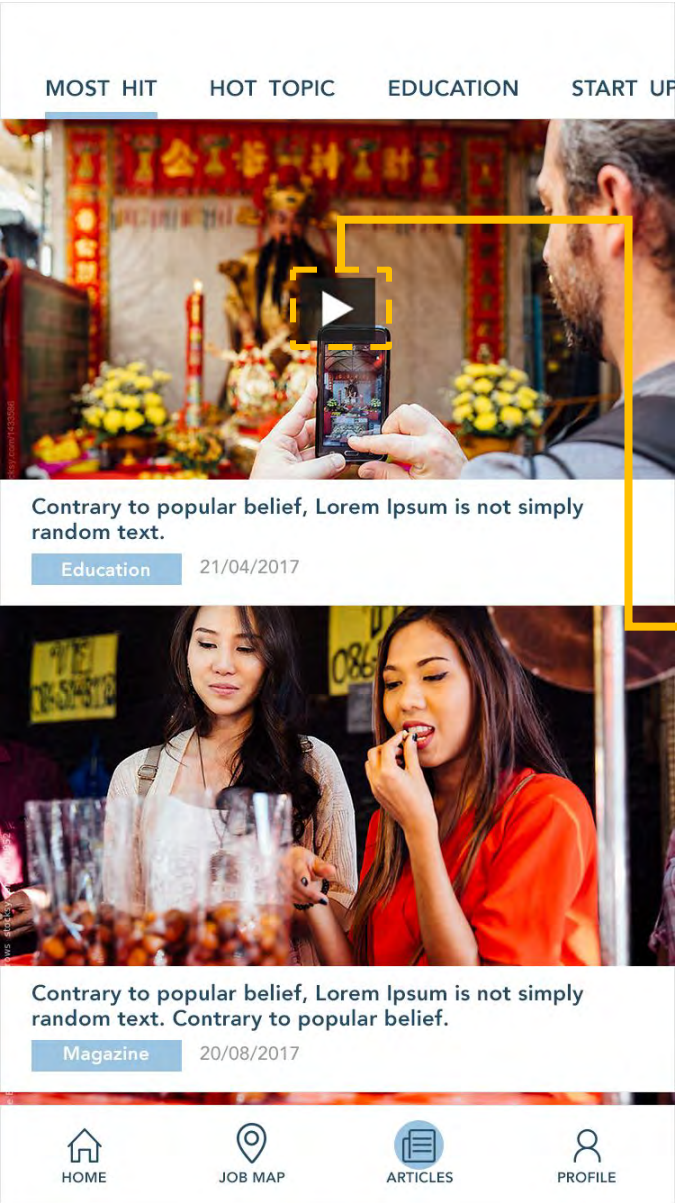 MOST HIT
HOT TOPIC
EDUCATION
START UP
Contrary to popular belief, Lorem Ipsum is not simply
random text.
Education
21/04/2017
086-
Contrary to popular belief, Lorem Ipsum is not simply
random text. Contrary to popular belief.
Magazine
20/08/2017
HOME
JOB MAP
ARTICLES
PROFILE